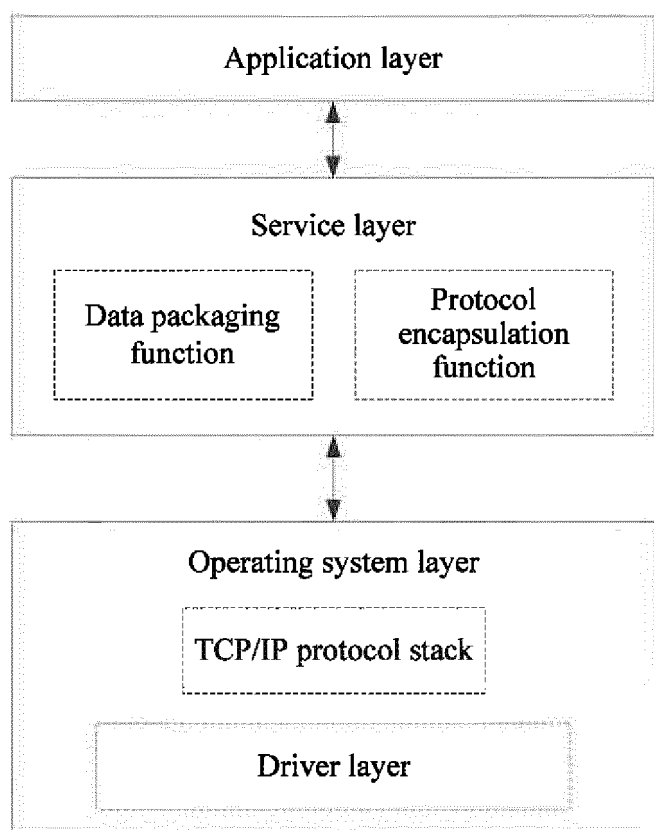 Application layer
Service layer
Data packaging
function
Protocol
encapsulation
function
Operating system layer
TCP/IP protocol stack
Driver layer